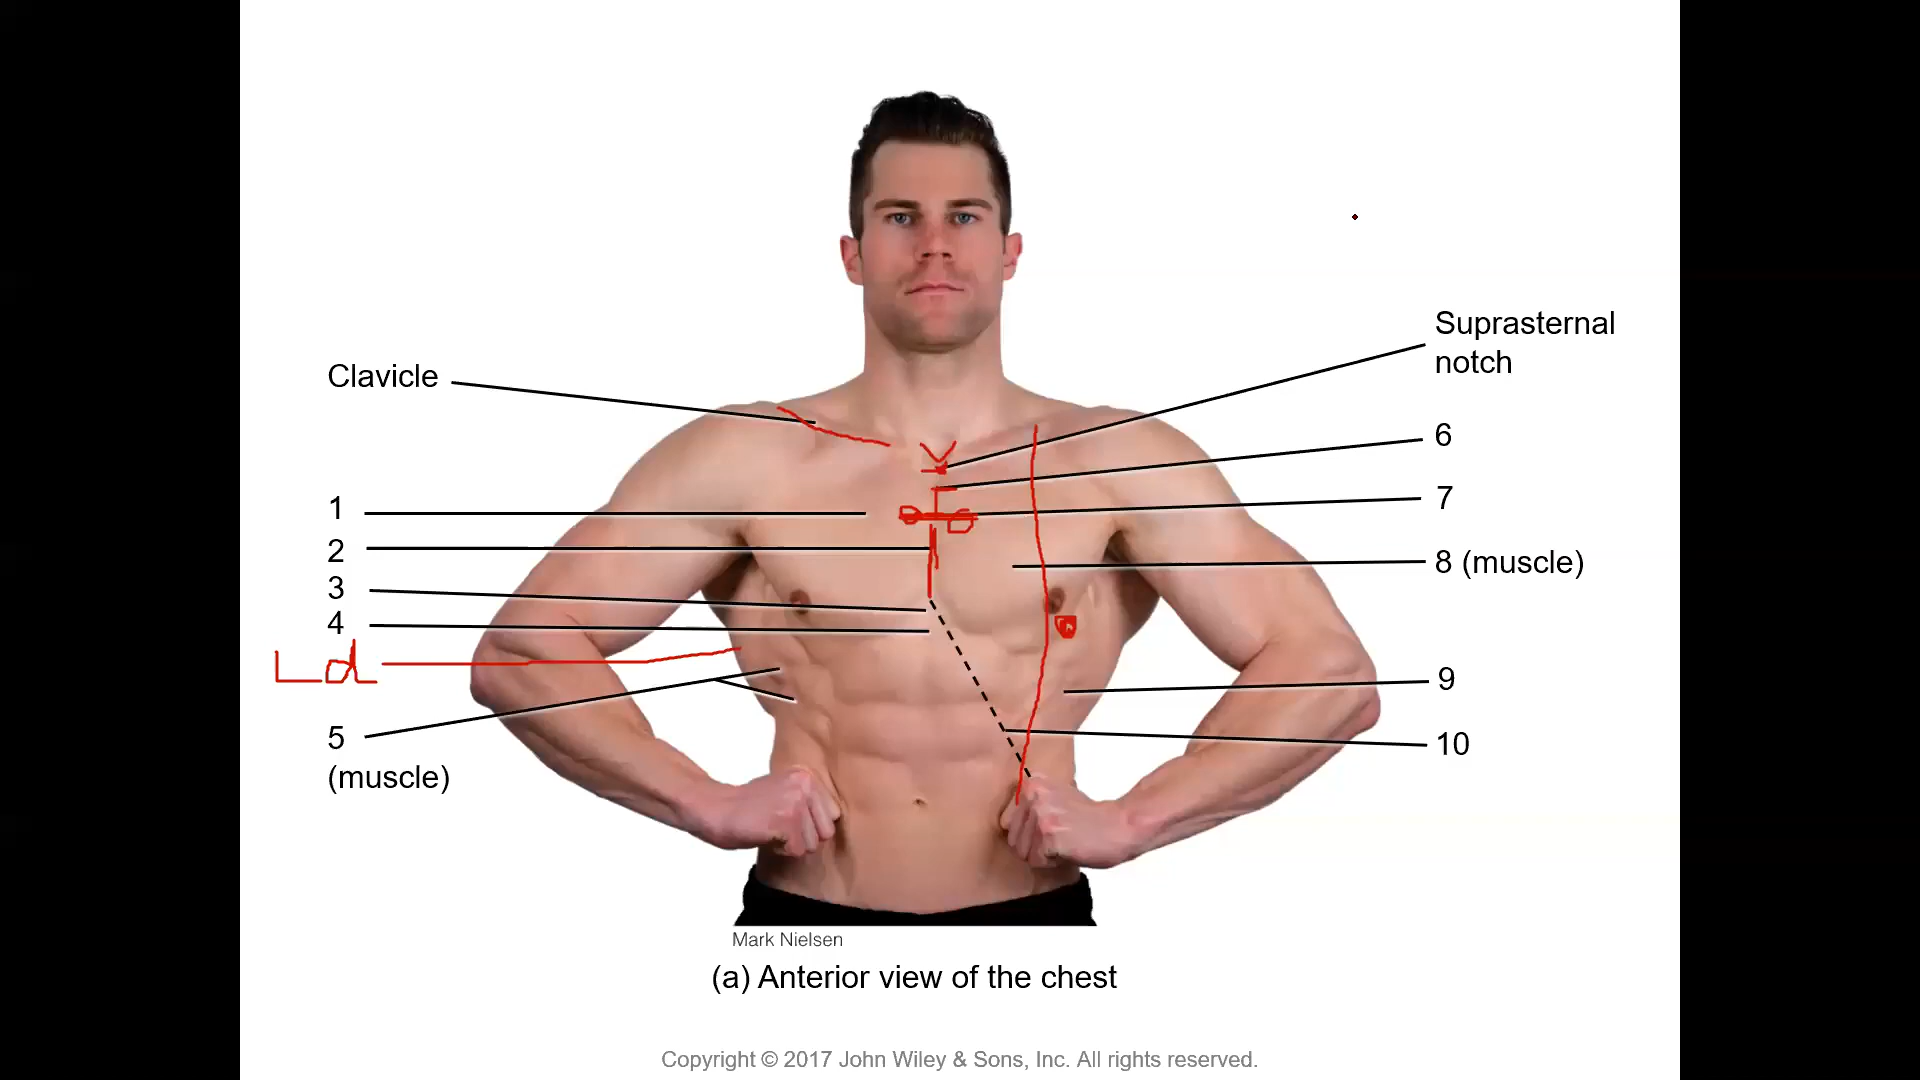 Suprasternal
notch
Clavicle
6
7
1
2
8 (muscle)
3
4
Ld
9
5
(muscle)
10
Mark Nielsen
(a) Anterior view of the chest
Copyright © 2017 John Wiley & Sons, Inc. All rights reserved.